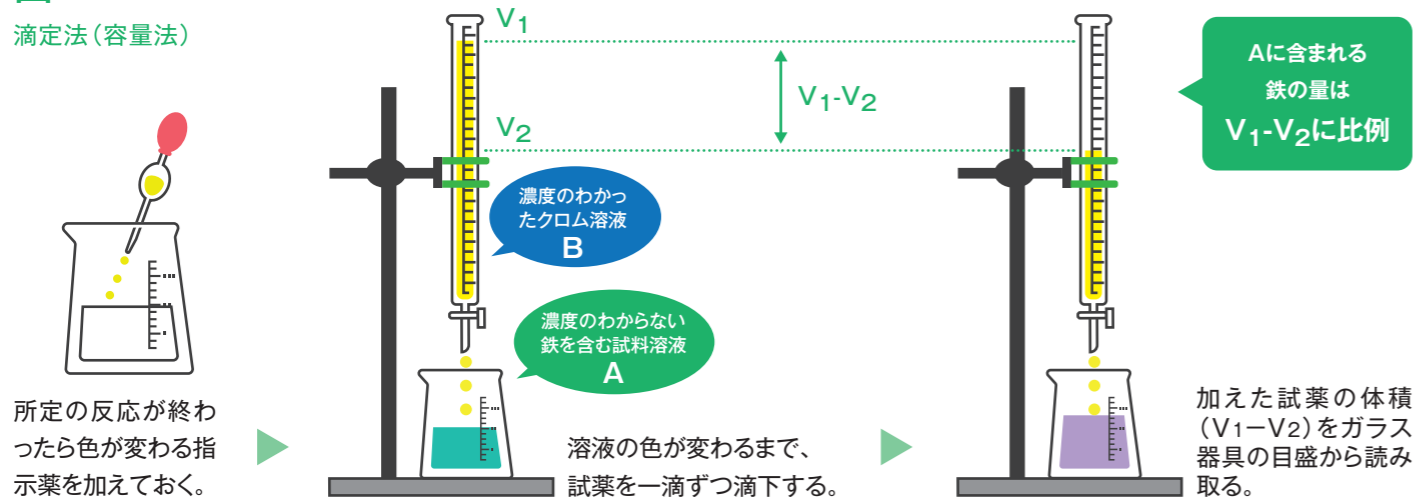 滴定法（容量法）
V₁
V₂
V₁-V₂
Aに含まれる
鉄の量は
V₁-V₂に比例
濃度のわかっ
たクロム溶液
B
濃度のわからない
鉄を含む試料溶液
A
所定の反応が終わ
ったら色が変わる指
示薬を加えておく。
溶液の色が変わるまで、
試薬を一滴ずつ滴下する。
加えた試薬の体積
（V₁−V₂）をガラス
器具の目盛から読み
取る。